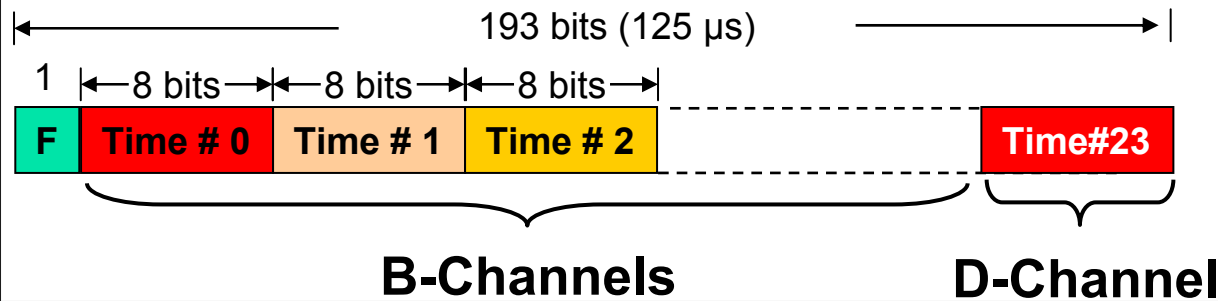 193 bits (125 µs)
1 8 bits 8 bits 8 bits
F Time # 0 Time # 1 Time # 2 Time#23
B-Channels D-Channel